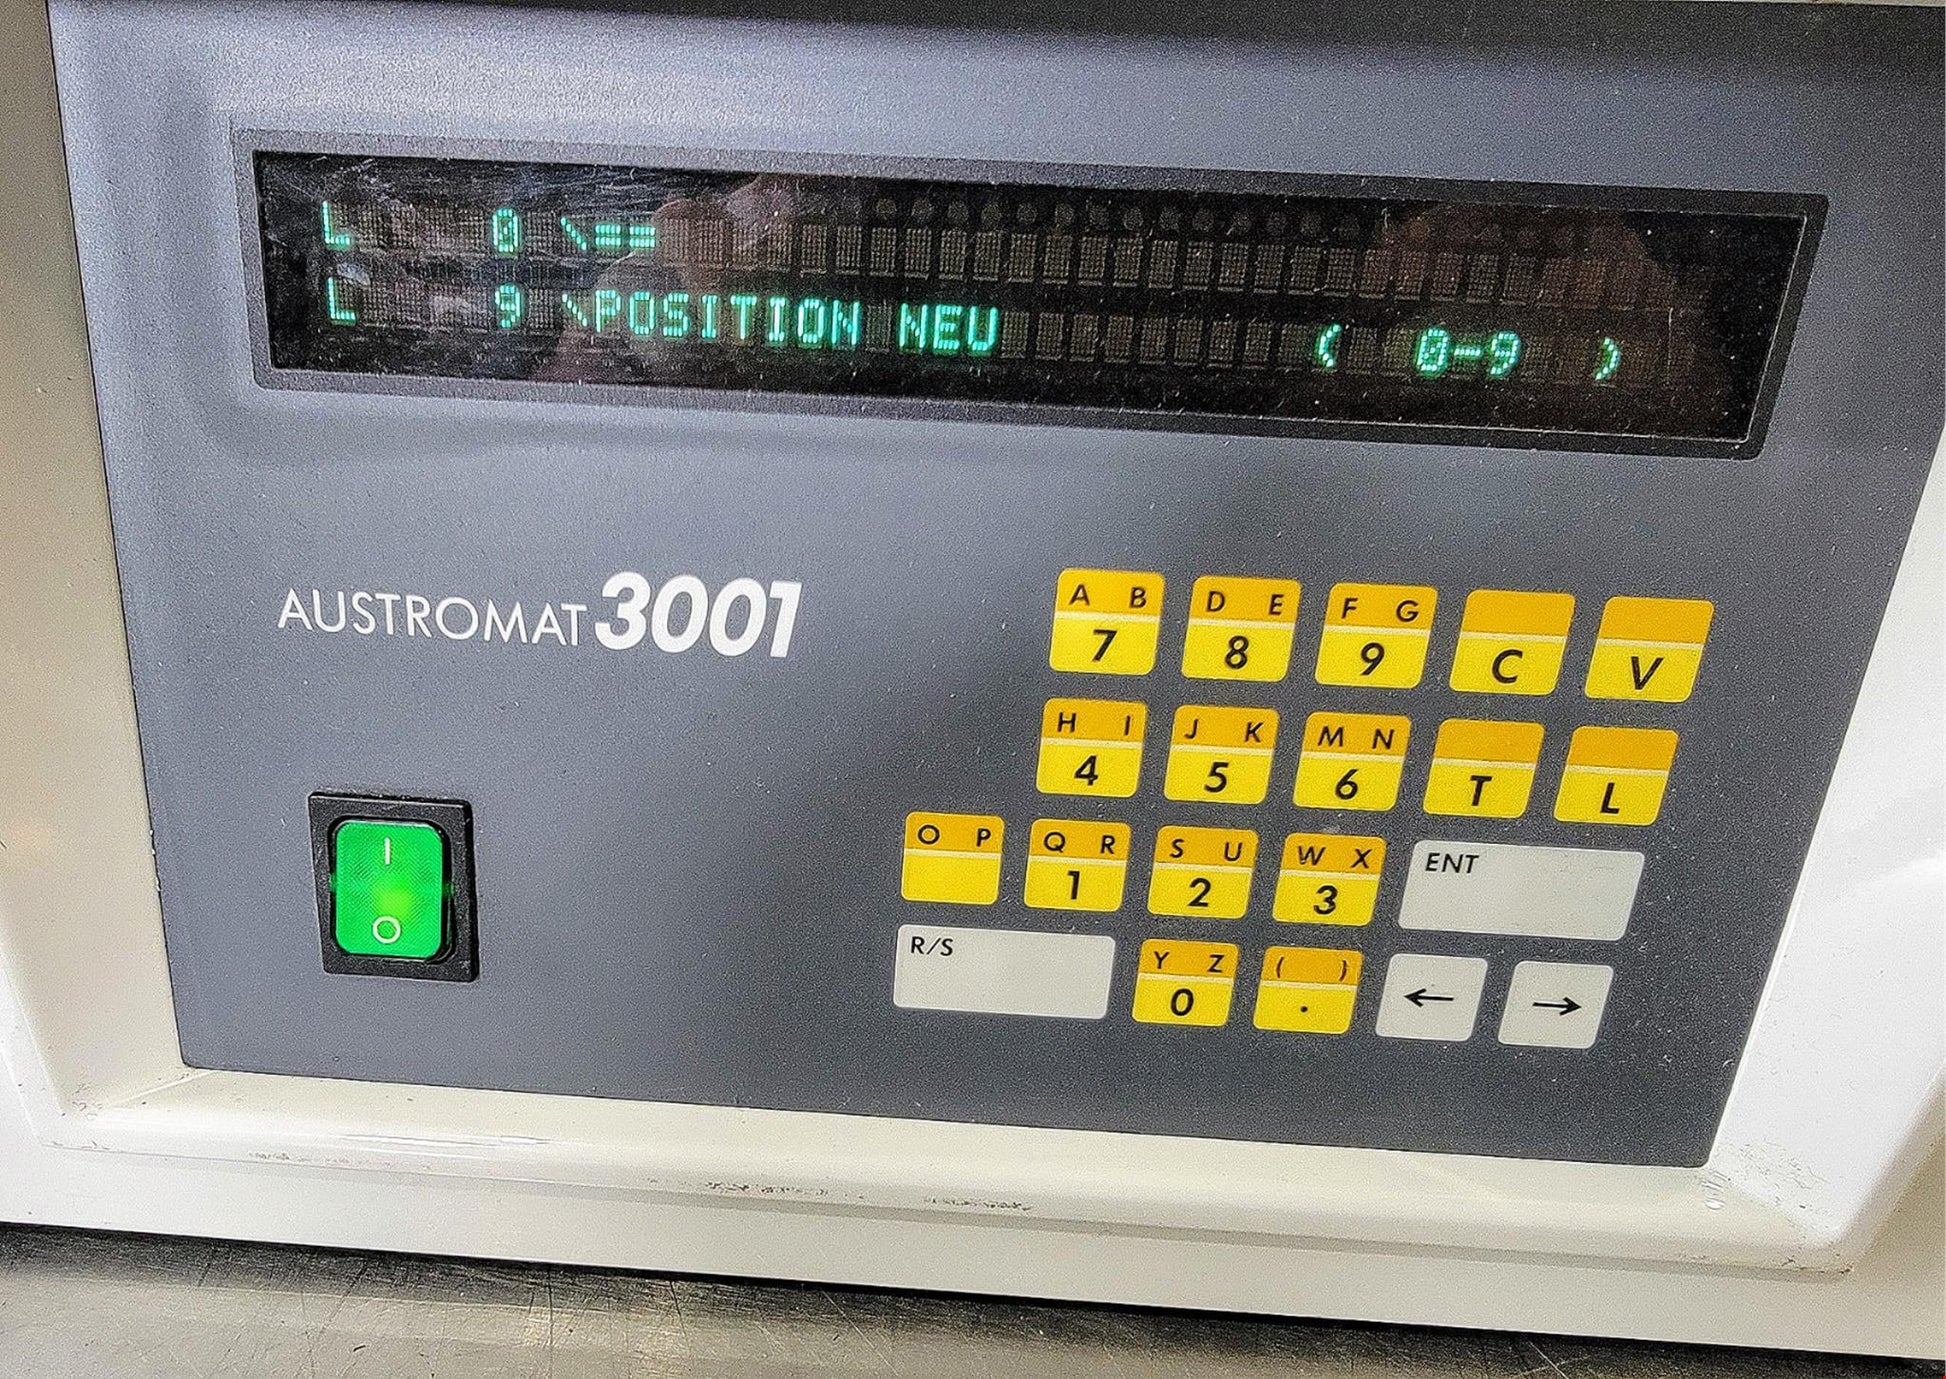 L 0 \==
L 9 \POSITION NEU ( 0-9 )
AUSTROMAT 3001
A B D E F G
7 8 9 C V
H I J K M N
4 5 6 T L
O P Q R S U W X ENT
1 2 3
R/S Y Z ( )
0 . ← →
I
O